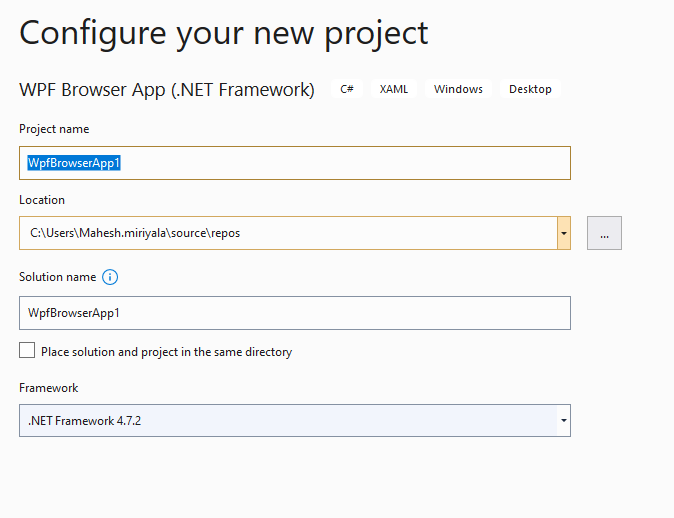 Configure your new project
WPF Browser App (.NET Framework) C# XAML Windows Desktop
Project name
WpfBrowserApp1
Location
C:\Users\Mahesh.miriyala\source\repos
...
Solution name
WpfBrowserApp1
Place solution and project in the same directory
Framework
.NET Framework 4.7.2